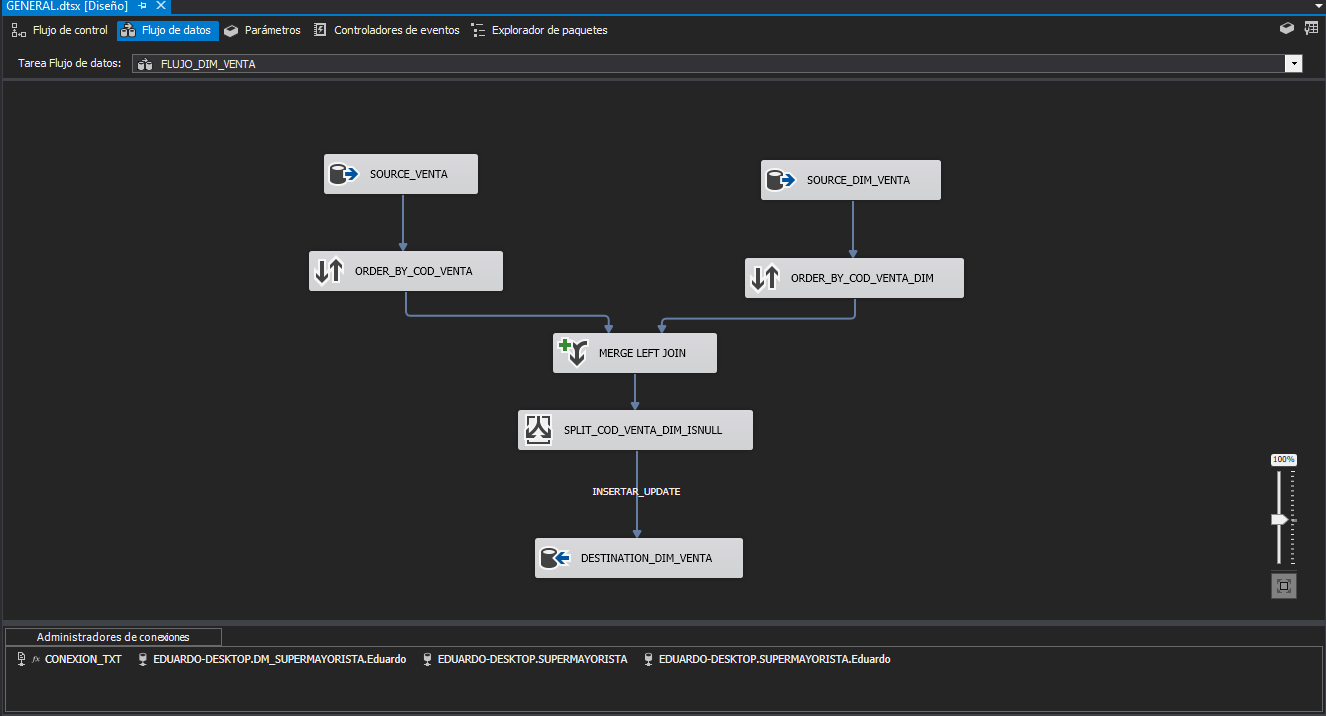 GENERAL.dtsx [Diseño]
Flujo de control
Flujo de datos
Parámetros
Controladores de eventos
Explorador de paquetes
Tarea Flujo de datos:
FLUJO_DIM_VENTA
SOURCE_VENTA
SOURCE_DIM_VENTA
ORDER_BY_COD_VENTA
ORDER_BY_COD_VENTA_DIM
MERGE LEFT JOIN
SPLIT_COD_VENTA_DIM_ISNULL
100%
INSERTAR_UPDATE
DESTINATION_DIM_VENTA
Administradores de conexiones
fx CONEXION_TXT
EDUARDO-DESKTOP.DM_SUPERMAYORISTA.Eduardo
EDUARDO-DESKTOP.SUPERMAYORISTA
EDUARDO-DESKTOP.SUPERMAYORISTA.Eduardo